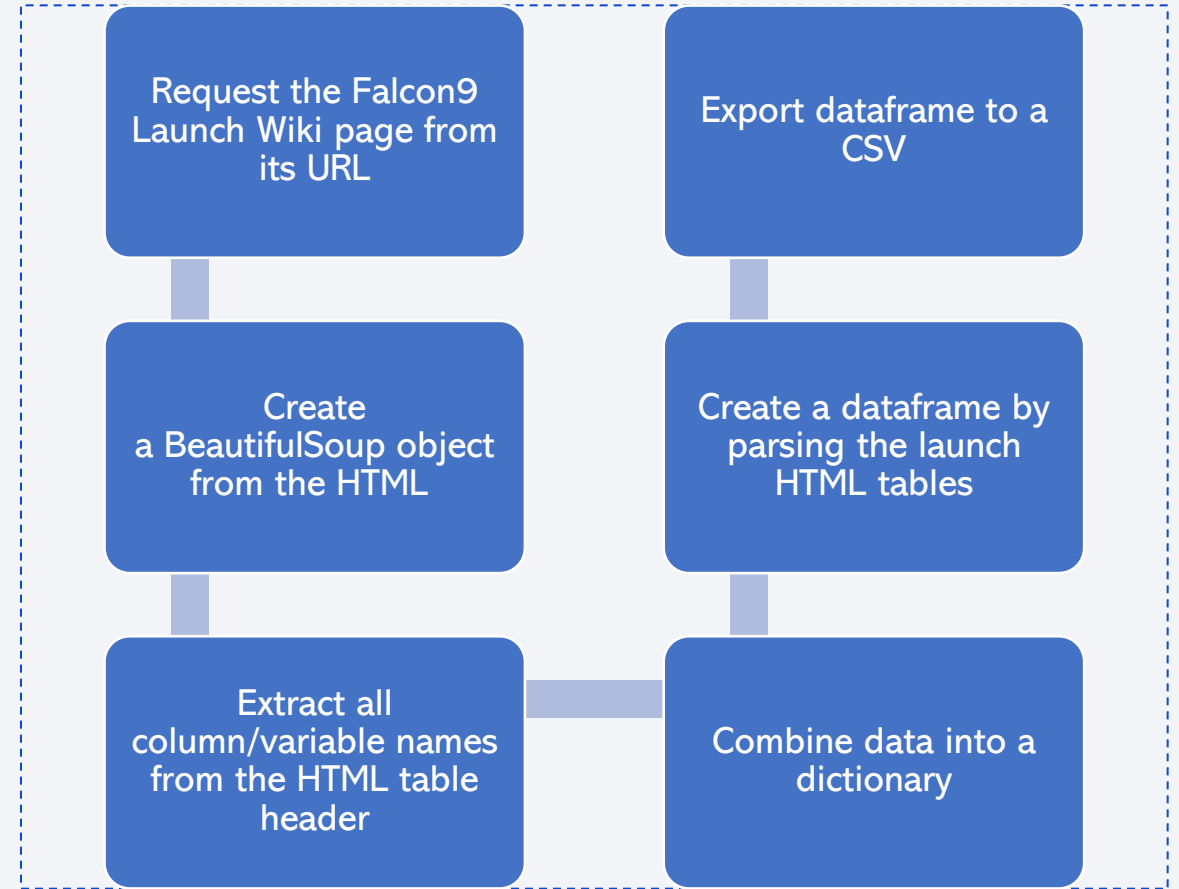 Request the Falcon9
Launch Wiki page from
its URL
Create
a BeautifulSoup object
from the HTML
Extract all
column/variable names
from the HTML table
header
Combine data into a
dictionary
Create a dataframe by
parsing the launch
HTML tables
Export dataframe to a
CSV